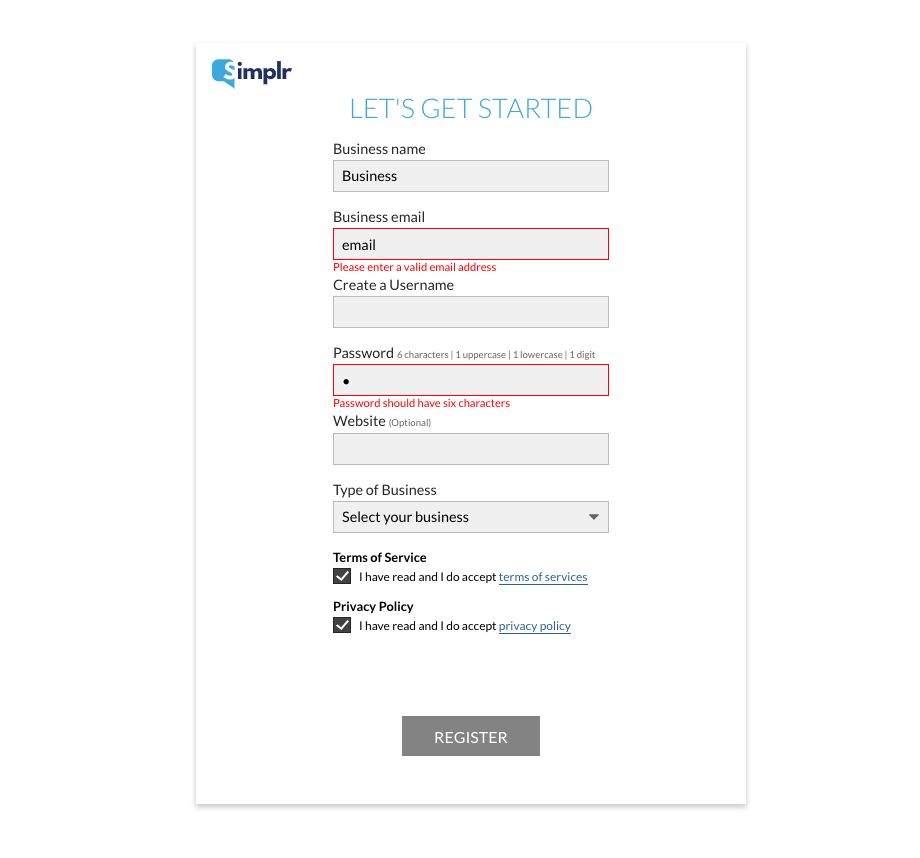 Simplr
LET'S GET STARTED
Business name
Business
Business email
email
Please enter a valid email address
Create a Username
Password 6 characters | 1 uppercase | 1 lowercase | 1 digit
•
Password should have six characters
Website (Optional)
Type of Business
Select your business
Terms of Service
I have read and I do accept terms of services
Privacy Policy
I have read and I do accept privacy policy
REGISTER